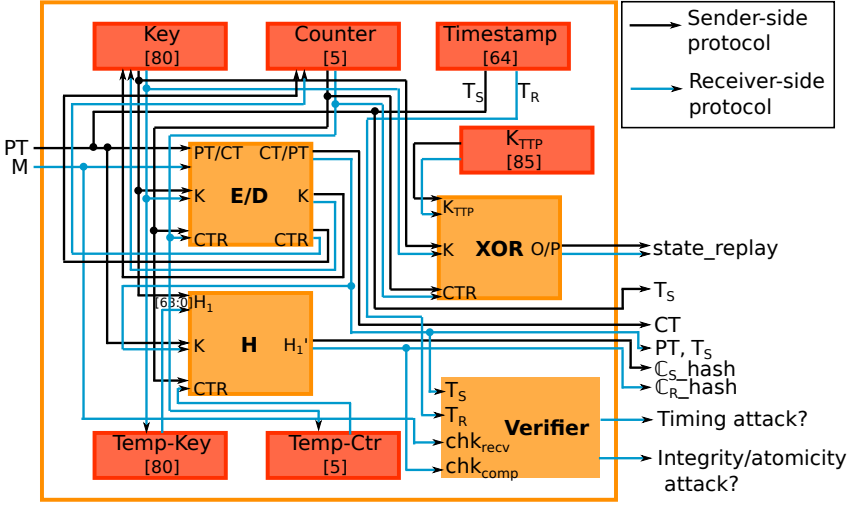 Key
[80]
Counter
[5]
Timestamp
[64]
Sender-side
protocol
Receiver-side
protocol
T_S
T_R
PT
M
K_TTP
[85]
PT/CT
CT/PT
K
E/D
K
CTR
CTR
K_TTP
K
XOR
O/P
CTR
state_replay
T_S
[63:0]
H_1
K
H
H_1'
CTR
CT
PT, T_S
ℂ_S_hash
ℂ_R_hash
T_S
T_R
Verifier
chk_recv
chk_comp
Timing attack?
Integrity/atomicity
attack?
Temp-Key
[80]
Temp-Ctr
[5]